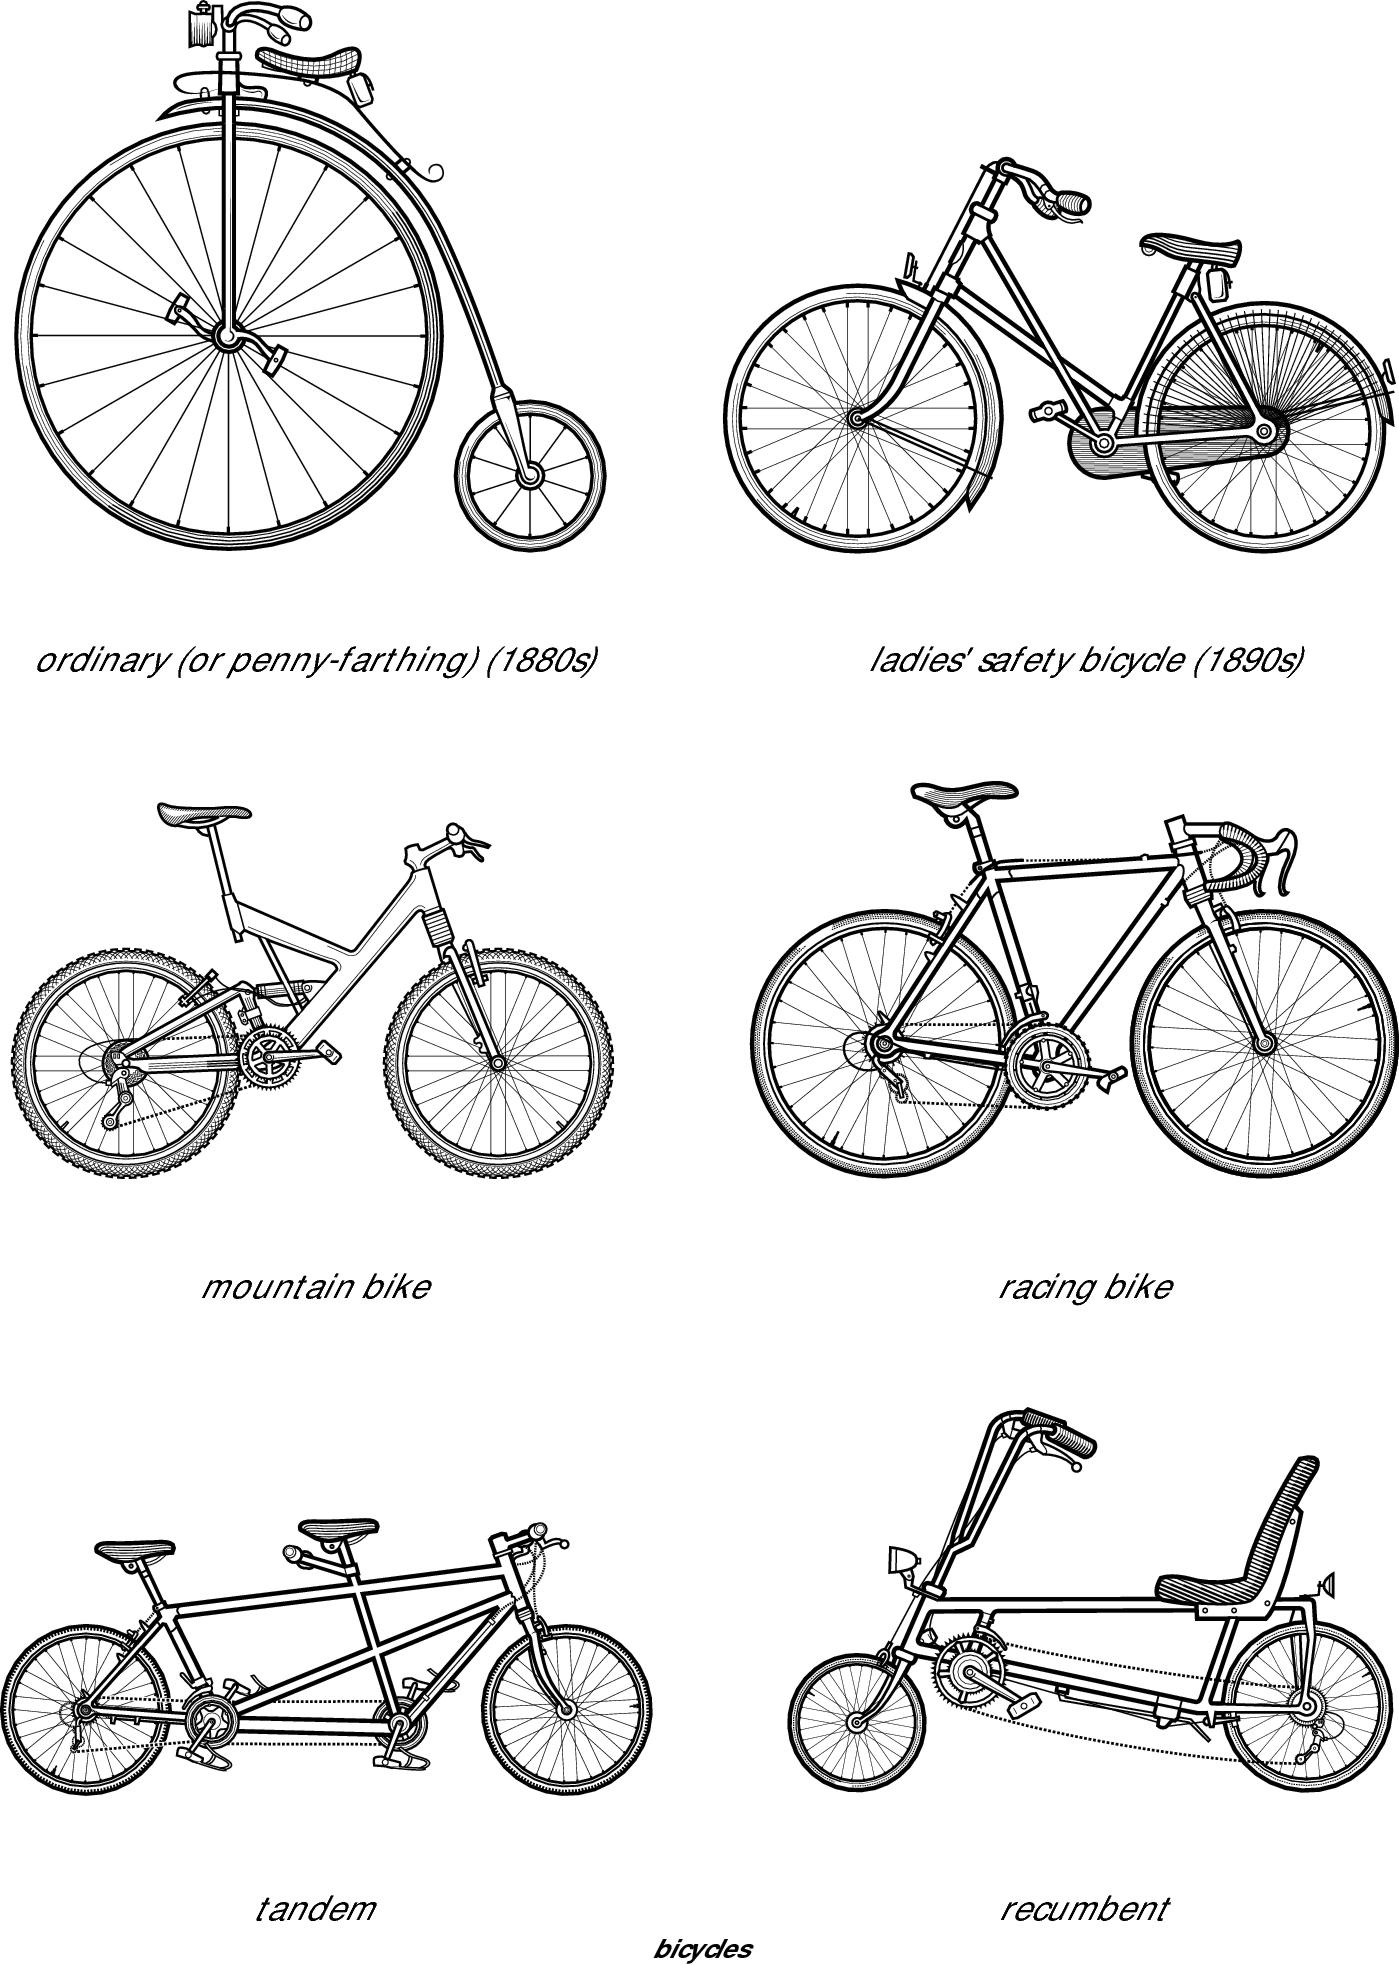 ordinary (or penny-farthing) (1880s)
ladies' safety bicycle (1890s)
mountain bike
racing bike
tandem
recumbent
bicycles